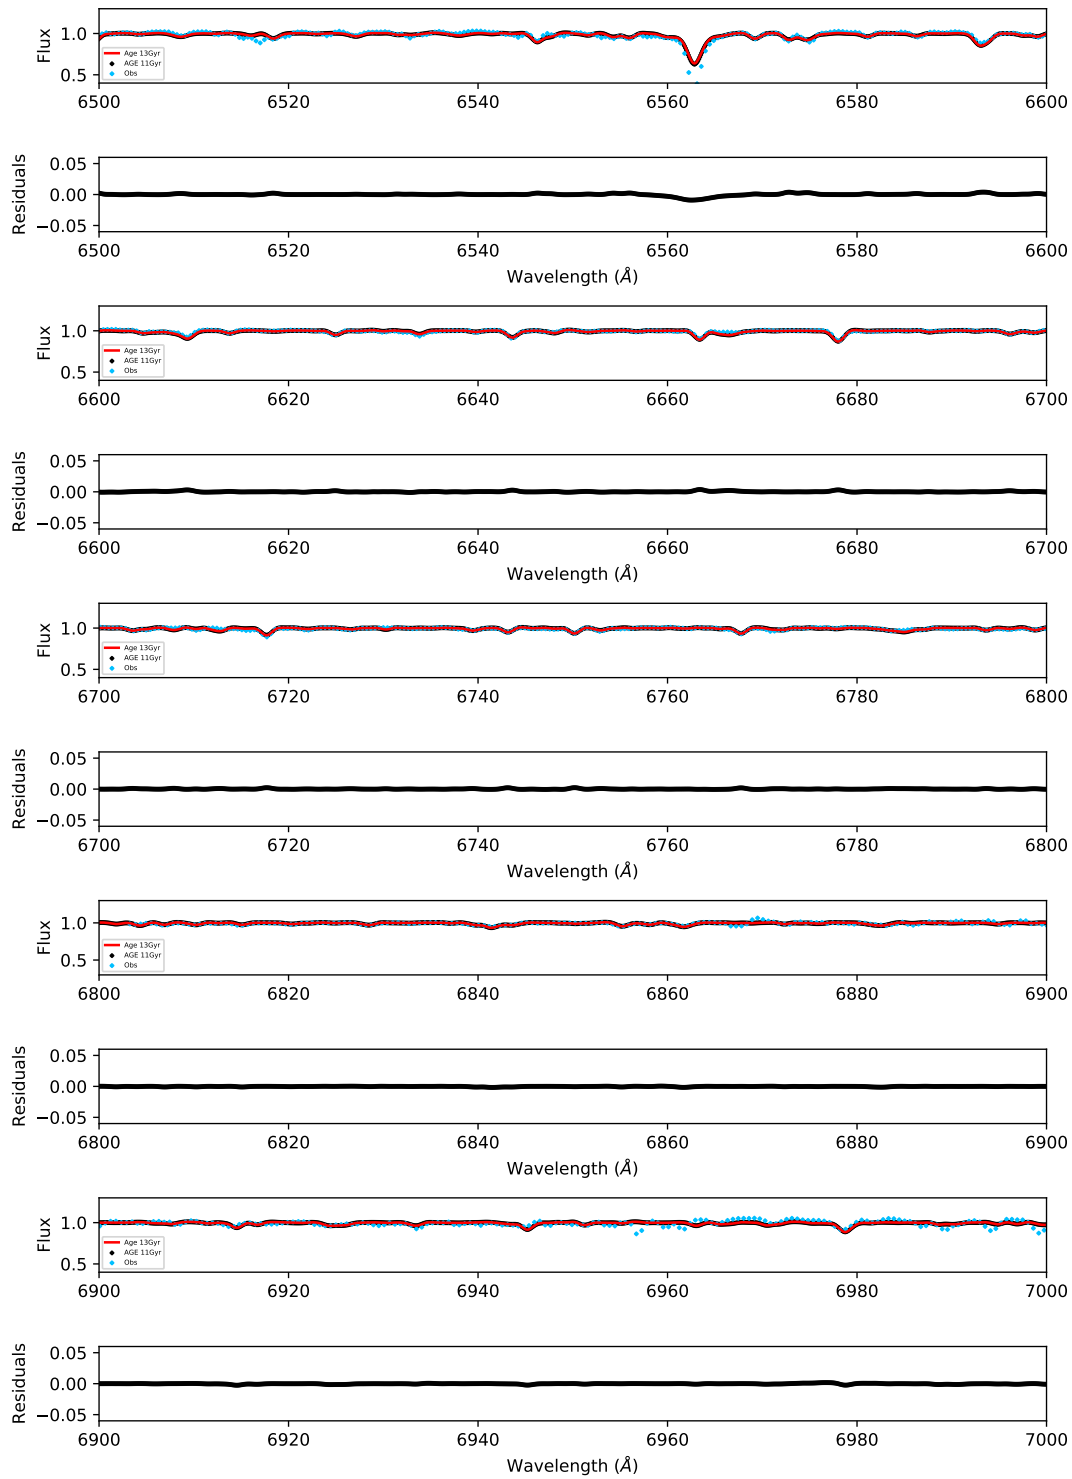 Flux
1.0
0.5
Age 13Gyr
AGE 11Gyr
Obs
6500 6520 6540 6560 6580 6600
Residuals
0.05
0.00
−0.05
6500 6520 6540 6560 6580 6600
Wavelength (Å)
Flux
1.0
0.5
Age 13Gyr
AGE 11Gyr
Obs
6600 6620 6640 6660 6680 6700
Residuals
0.05
0.00
−0.05
6600 6620 6640 6660 6680 6700
Wavelength (Å)
Flux
1.0
0.5
Age 13Gyr
AGE 11Gyr
Obs
6700 6720 6740 6760 6780 6800
Residuals
0.05
0.00
−0.05
6700 6720 6740 6760 6780 6800
Wavelength (Å)
Flux
1.0
0.5
Age 13Gyr
AGE 11Gyr
Obs
6800 6820 6840 6860 6880 6900
Residuals
0.05
0.00
−0.05
6800 6820 6840 6860 6880 6900
Wavelength (Å)
Flux
1.0
0.5
Age 13Gyr
AGE 11Gyr
Obs
6900 6920 6940 6960 6980 7000
Residuals
0.05
0.00
−0.05
6900 6920 6940 6960 6980 7000
Wavelength (Å)